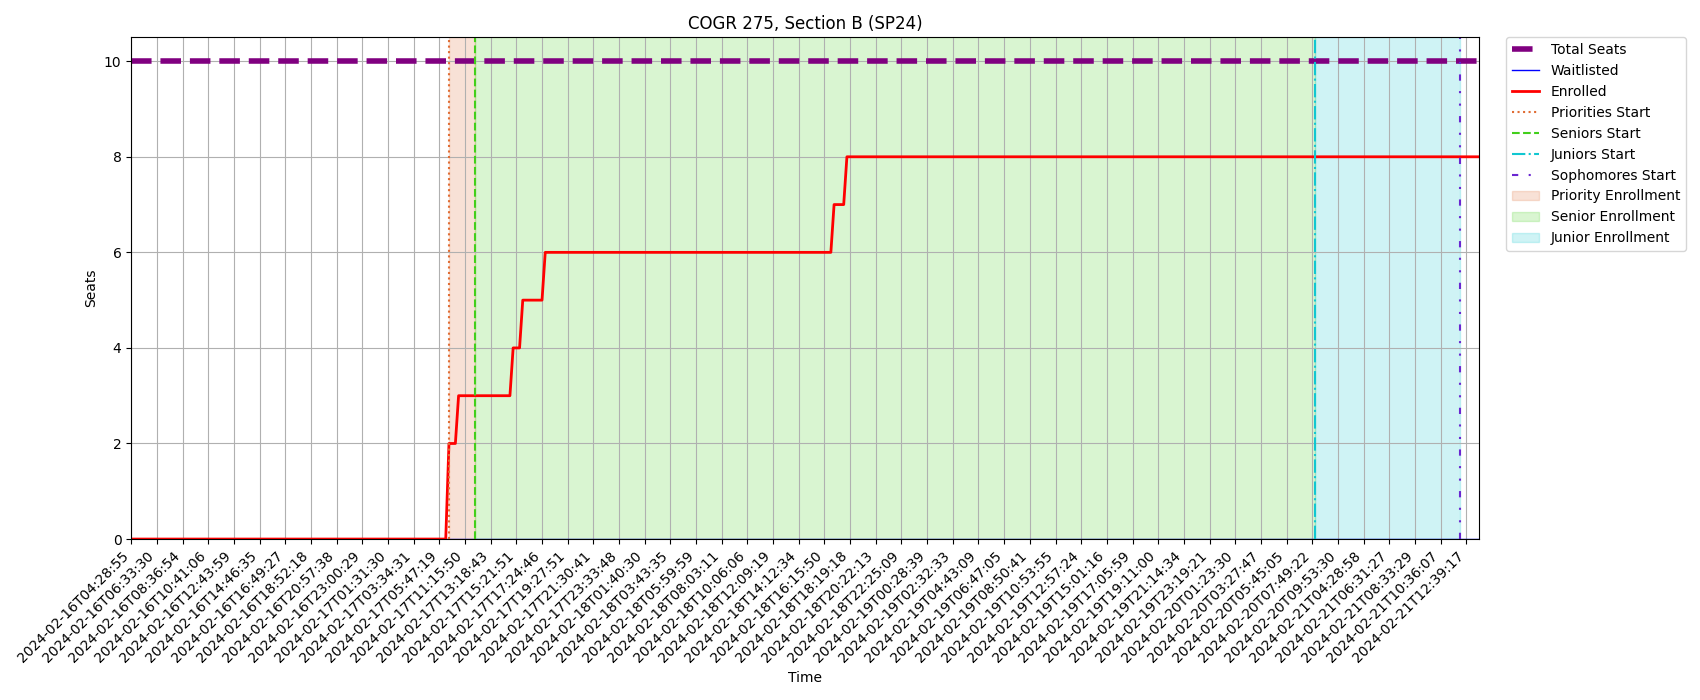 COGR 275, Section B (SP24)
10
8
6
4
2
0
Seats
2024-02-16T04:28:55
2024-02-16T06:33:30
2024-02-16T08:36:54
2024-02-16T10:41:06
2024-02-16T12:43:59
2024-02-16T14:46:35
2024-02-16T16:49:27
2024-02-16T18:52:18
2024-02-16T20:57:38
2024-02-16T23:00:29
2024-02-17T01:31:30
2024-02-17T03:34:31
2024-02-17T05:47:19
2024-02-17T11:15:50
2024-02-17T13:18:43
2024-02-17T15:21:51
2024-02-17T17:24:46
2024-02-17T19:27:51
2024-02-17T21:30:41
2024-02-17T23:33:48
2024-02-18T01:40:30
2024-02-18T03:43:35
2024-02-18T05:59:59
2024-02-18T08:03:11
2024-02-18T10:06:06
2024-02-18T12:09:19
2024-02-18T14:12:34
2024-02-18T16:15:50
2024-02-18T18:19:18
2024-02-18T20:22:13
2024-02-18T22:25:09
2024-02-19T00:28:39
2024-02-19T02:32:33
2024-02-19T04:43:09
2024-02-19T06:47:05
2024-02-19T08:50:41
2024-02-19T10:53:55
2024-02-19T12:57:24
2024-02-19T15:01:16
2024-02-19T17:05:59
2024-02-19T19:11:00
2024-02-19T21:14:34
2024-02-19T23:19:21
2024-02-20T01:23:30
2024-02-20T03:27:47
2024-02-20T05:45:05
2024-02-20T07:49:22
2024-02-20T09:53:30
2024-02-21T04:28:58
2024-02-21T06:31:27
2024-02-21T08:33:29
2024-02-21T10:36:07
2024-02-21T12:39:17
Time
Total Seats
Waitlisted
Enrolled
Priorities Start
Seniors Start
Juniors Start
Sophomores Start
Priority Enrollment
Senior Enrollment
Junior Enrollment